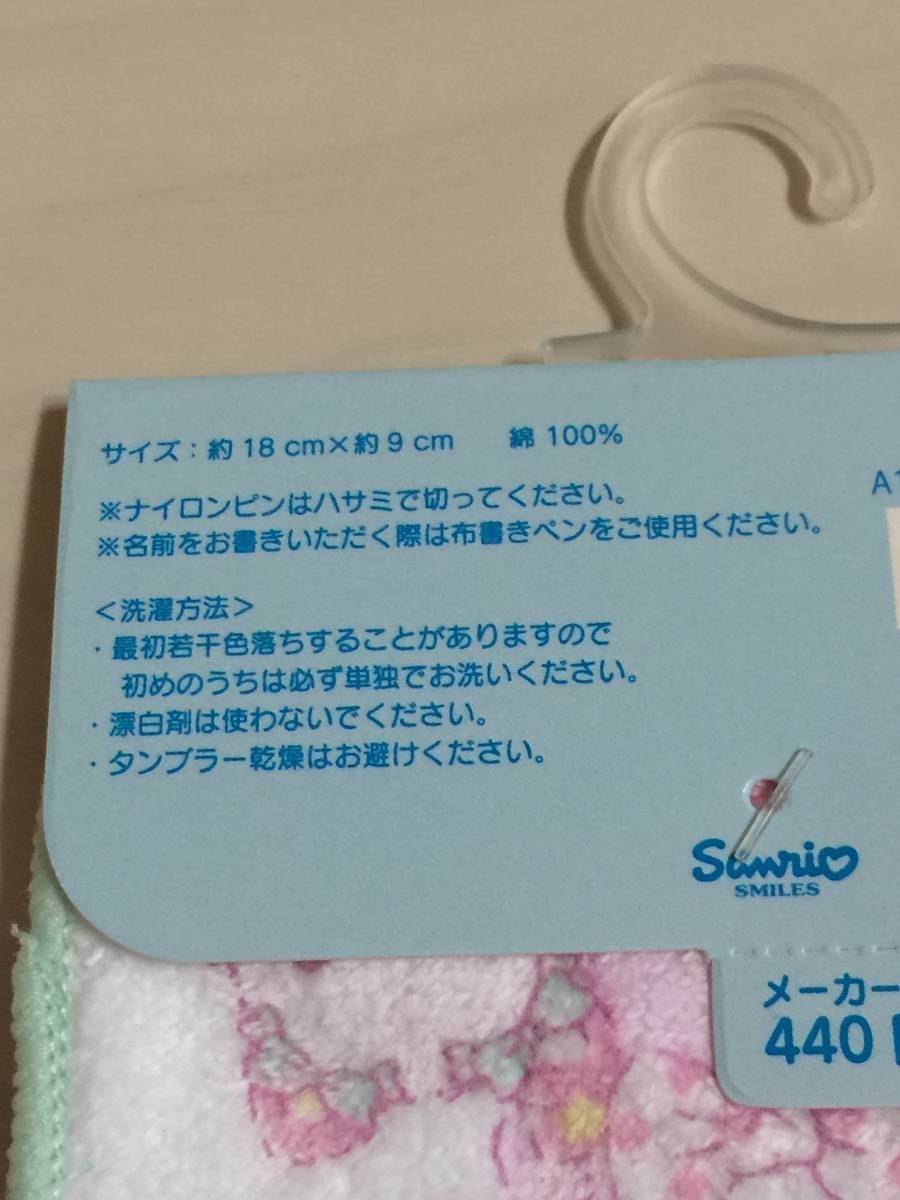 サイズ：約 18 cm×約 9 cm　綿 100%
※ナイロンピンはハサミで切ってください。
※名前をお書きいただく際は布書きペンをご使用ください。
＜洗濯方法＞
・最初若干色落ちすることがありますので
初めのうちは必ず単独でお洗いください。
・漂白剤は使わないでください。
・タンブラー乾燥はお避けください。
Sanrio
SMILES
メーカー
440